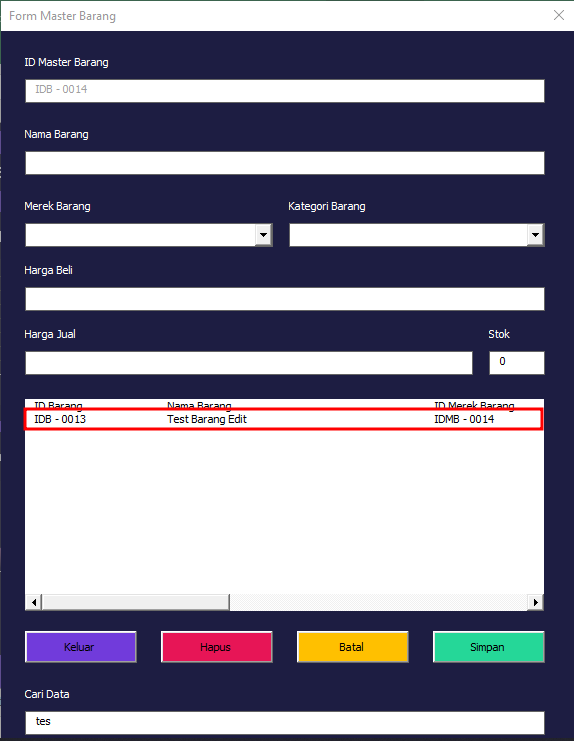 Form Master Barang
ID Master Barang
IDB - 0014
Nama Barang
Merek Barang Kategori Barang
Harga Beli
Harga Jual Stok
0
ID Barang Nama Barang ID Merek Barang
IDB - 0013 Test Barang Edit IDMB - 0014
Keluar Hapus Batal Simpan
Cari Data
tes